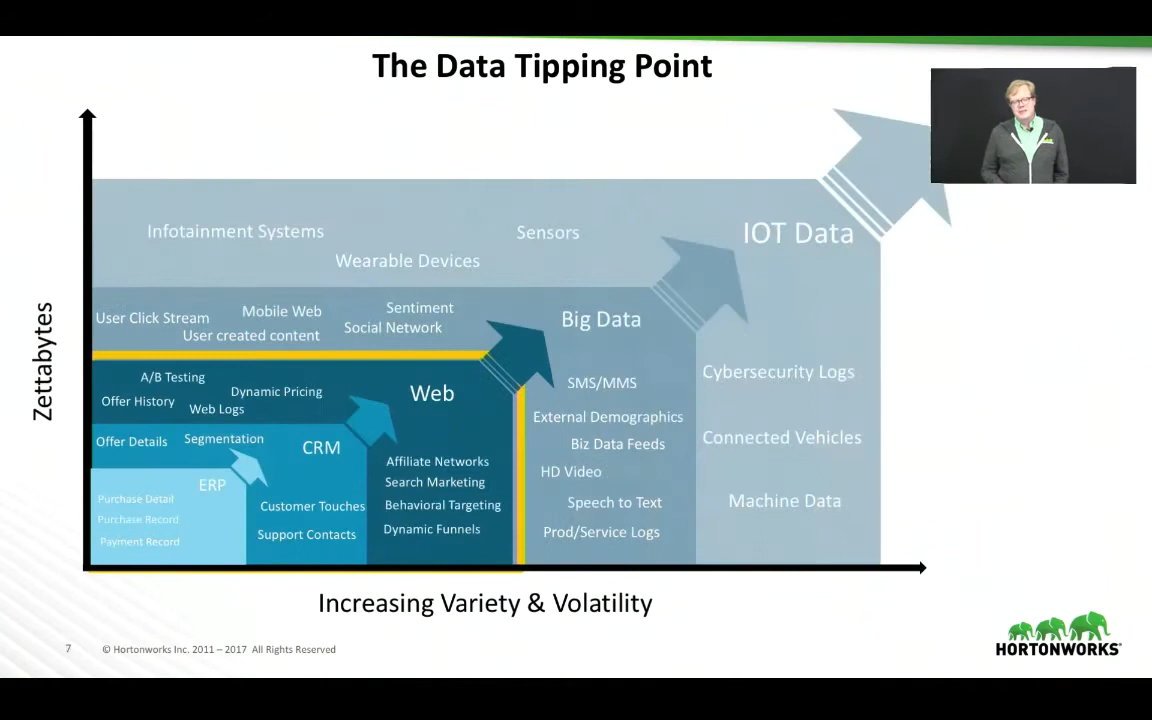 The Data Tipping Point
Infotainment Systems
Sensors
IOT Data
Wearable Devices
User Click Stream
Mobile Web
Sentiment
User created content
Social Network
Big Data
A/B Testing
Offer History
Dynamic Pricing
Web Logs
Web
SMS/MMS
Cybersecurity Logs
External Demographics
Biz Data Feeds
Connected Vehicles
Offer Details
Segmentation
CRM
Affiliate Networks
Search Marketing
Behavioral Targeting
Dynamic Funnels
HD Video
Speech to Text
Prod/Service Logs
Machine Data
ERP
Purchase Detail
Purchase Record
Payment Record
Customer Touches
Support Contacts
Zettabytes
Increasing Variety & Volatility
7
© Hortonworks Inc. 2011 – 2017 All Rights Reserved
HORTONWORKS